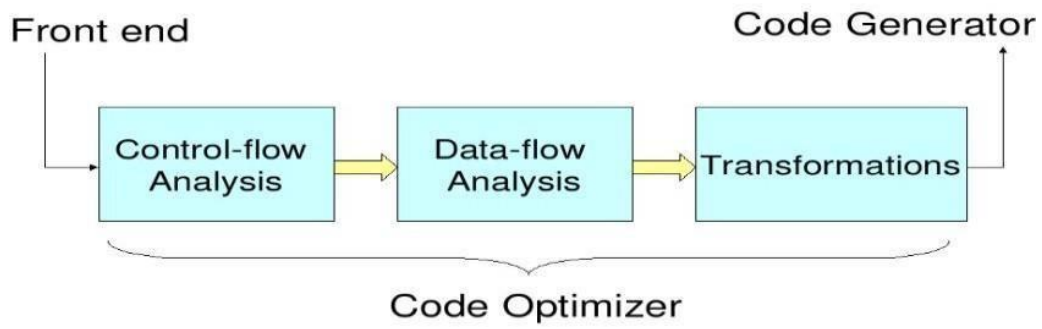 Front end
Code Generator
Control-flow
Analysis
Data-flow
Analysis
Transformations
Code Optimizer